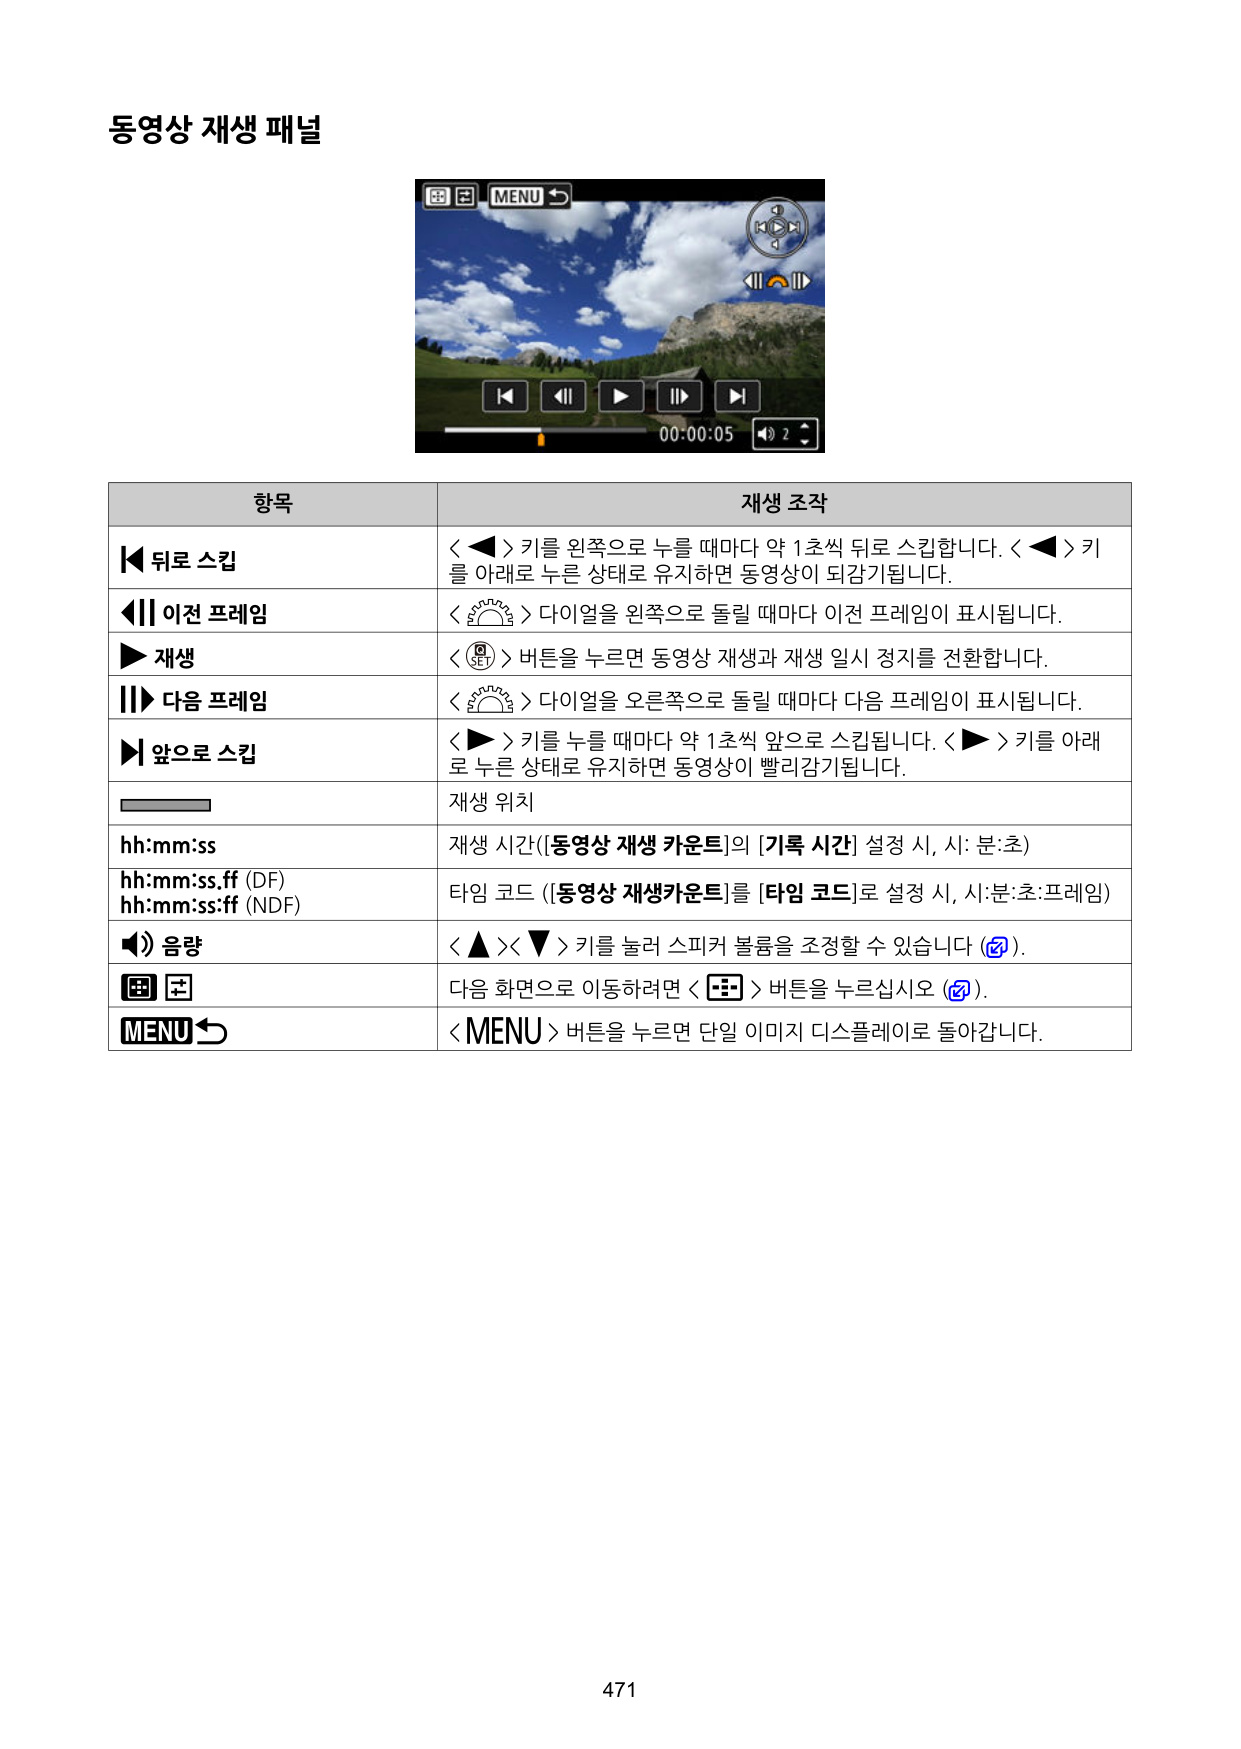 동영상 재생 패널
MENU
00:00:05
2
항목 재생 조작
뒤로 스킵
< ◀ > 키를 왼쪽으로 누를 때마다 약 1초씩 뒤로 스킵합니다. < ◀ > 키
를 아래로 누른 상태로 유지하면 동영상이 되감기됩니다.
이전 프레임
< > 다이얼을 왼쪽으로 돌릴 때마다 이전 프레임이 표시됩니다.
▶ 재생
< Q SET > 버튼을 누르면 동영상 재생과 재생 일시 정지를 전환합니다.
다음 프레임
< > 다이얼을 오른쪽으로 돌릴 때마다 다음 프레임이 표시됩니다.
앞으로 스킵
< ▶ > 키를 누를 때마다 약 1초씩 앞으로 스킵됩니다. < ▶ > 키를 아래
로 누른 상태로 유지하면 동영상이 빨리감기됩니다.
재생 위치
hh:mm:ss
재생 시간([동영상 재생 카운트]의 [기록 시간] 설정 시, 시: 분:초)
hh:mm:ss.ff (DF)
hh:mm:ss:ff (NDF)
타임 코드 ([동영상 재생카운트]를 [타임 코드]로 설정 시, 시:분:초:프레임)
음량
< ▲ >< ▼ > 키를 눌러 스피커 볼륨을 조정할 수 있습니다 ( ).
다음 화면으로 이동하려면 < > 버튼을 누르십시오 ( ).
MENU
< MENU > 버튼을 누르면 단일 이미지 디스플레이로 돌아갑니다.
471